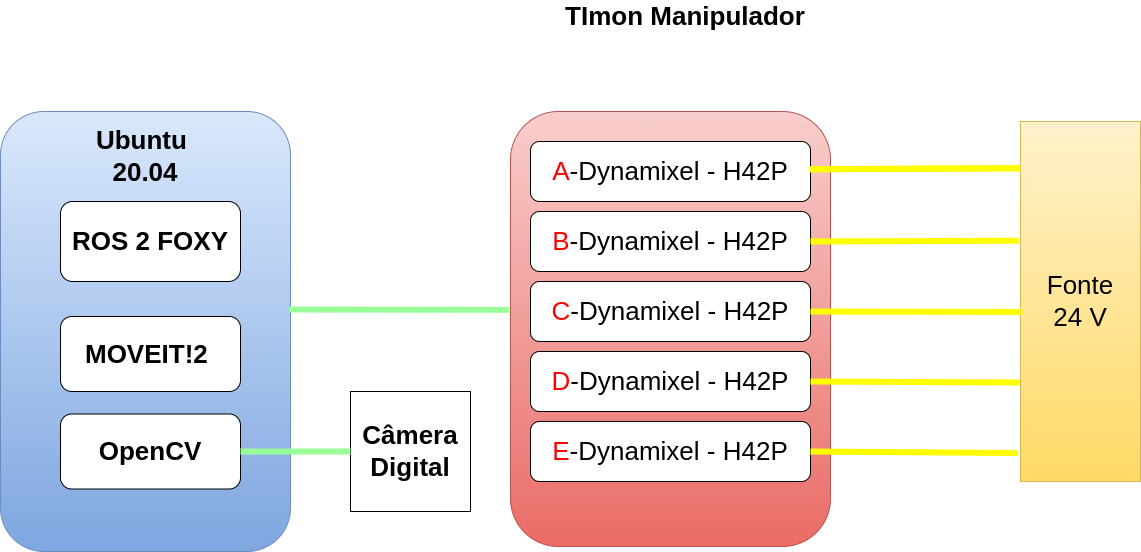 TImon Manipulador
Ubuntu
20.04
ROS 2 FOXY
MOVEIT!2
OpenCV
Câmera
Digital
A-Dynamixel - H42P
B-Dynamixel - H42P
C-Dynamixel - H42P
D-Dynamixel - H42P
E-Dynamixel - H42P
Fonte
24 V